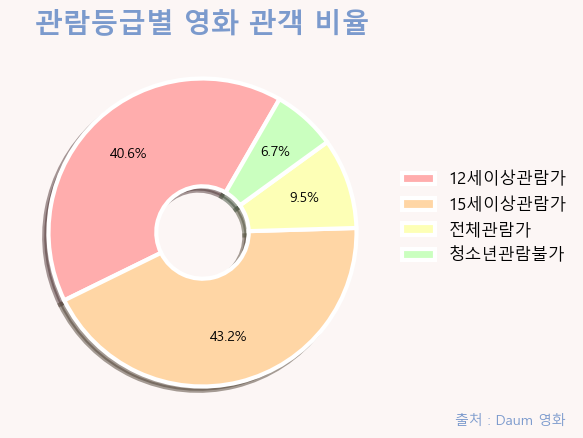 관람등급별 영화 관객 비율
40.6%
6.7%
9.5%
43.2%
12세이상관람가
15세이상관람가
전체관람가
청소년관람불가
출처 : Daum 영화